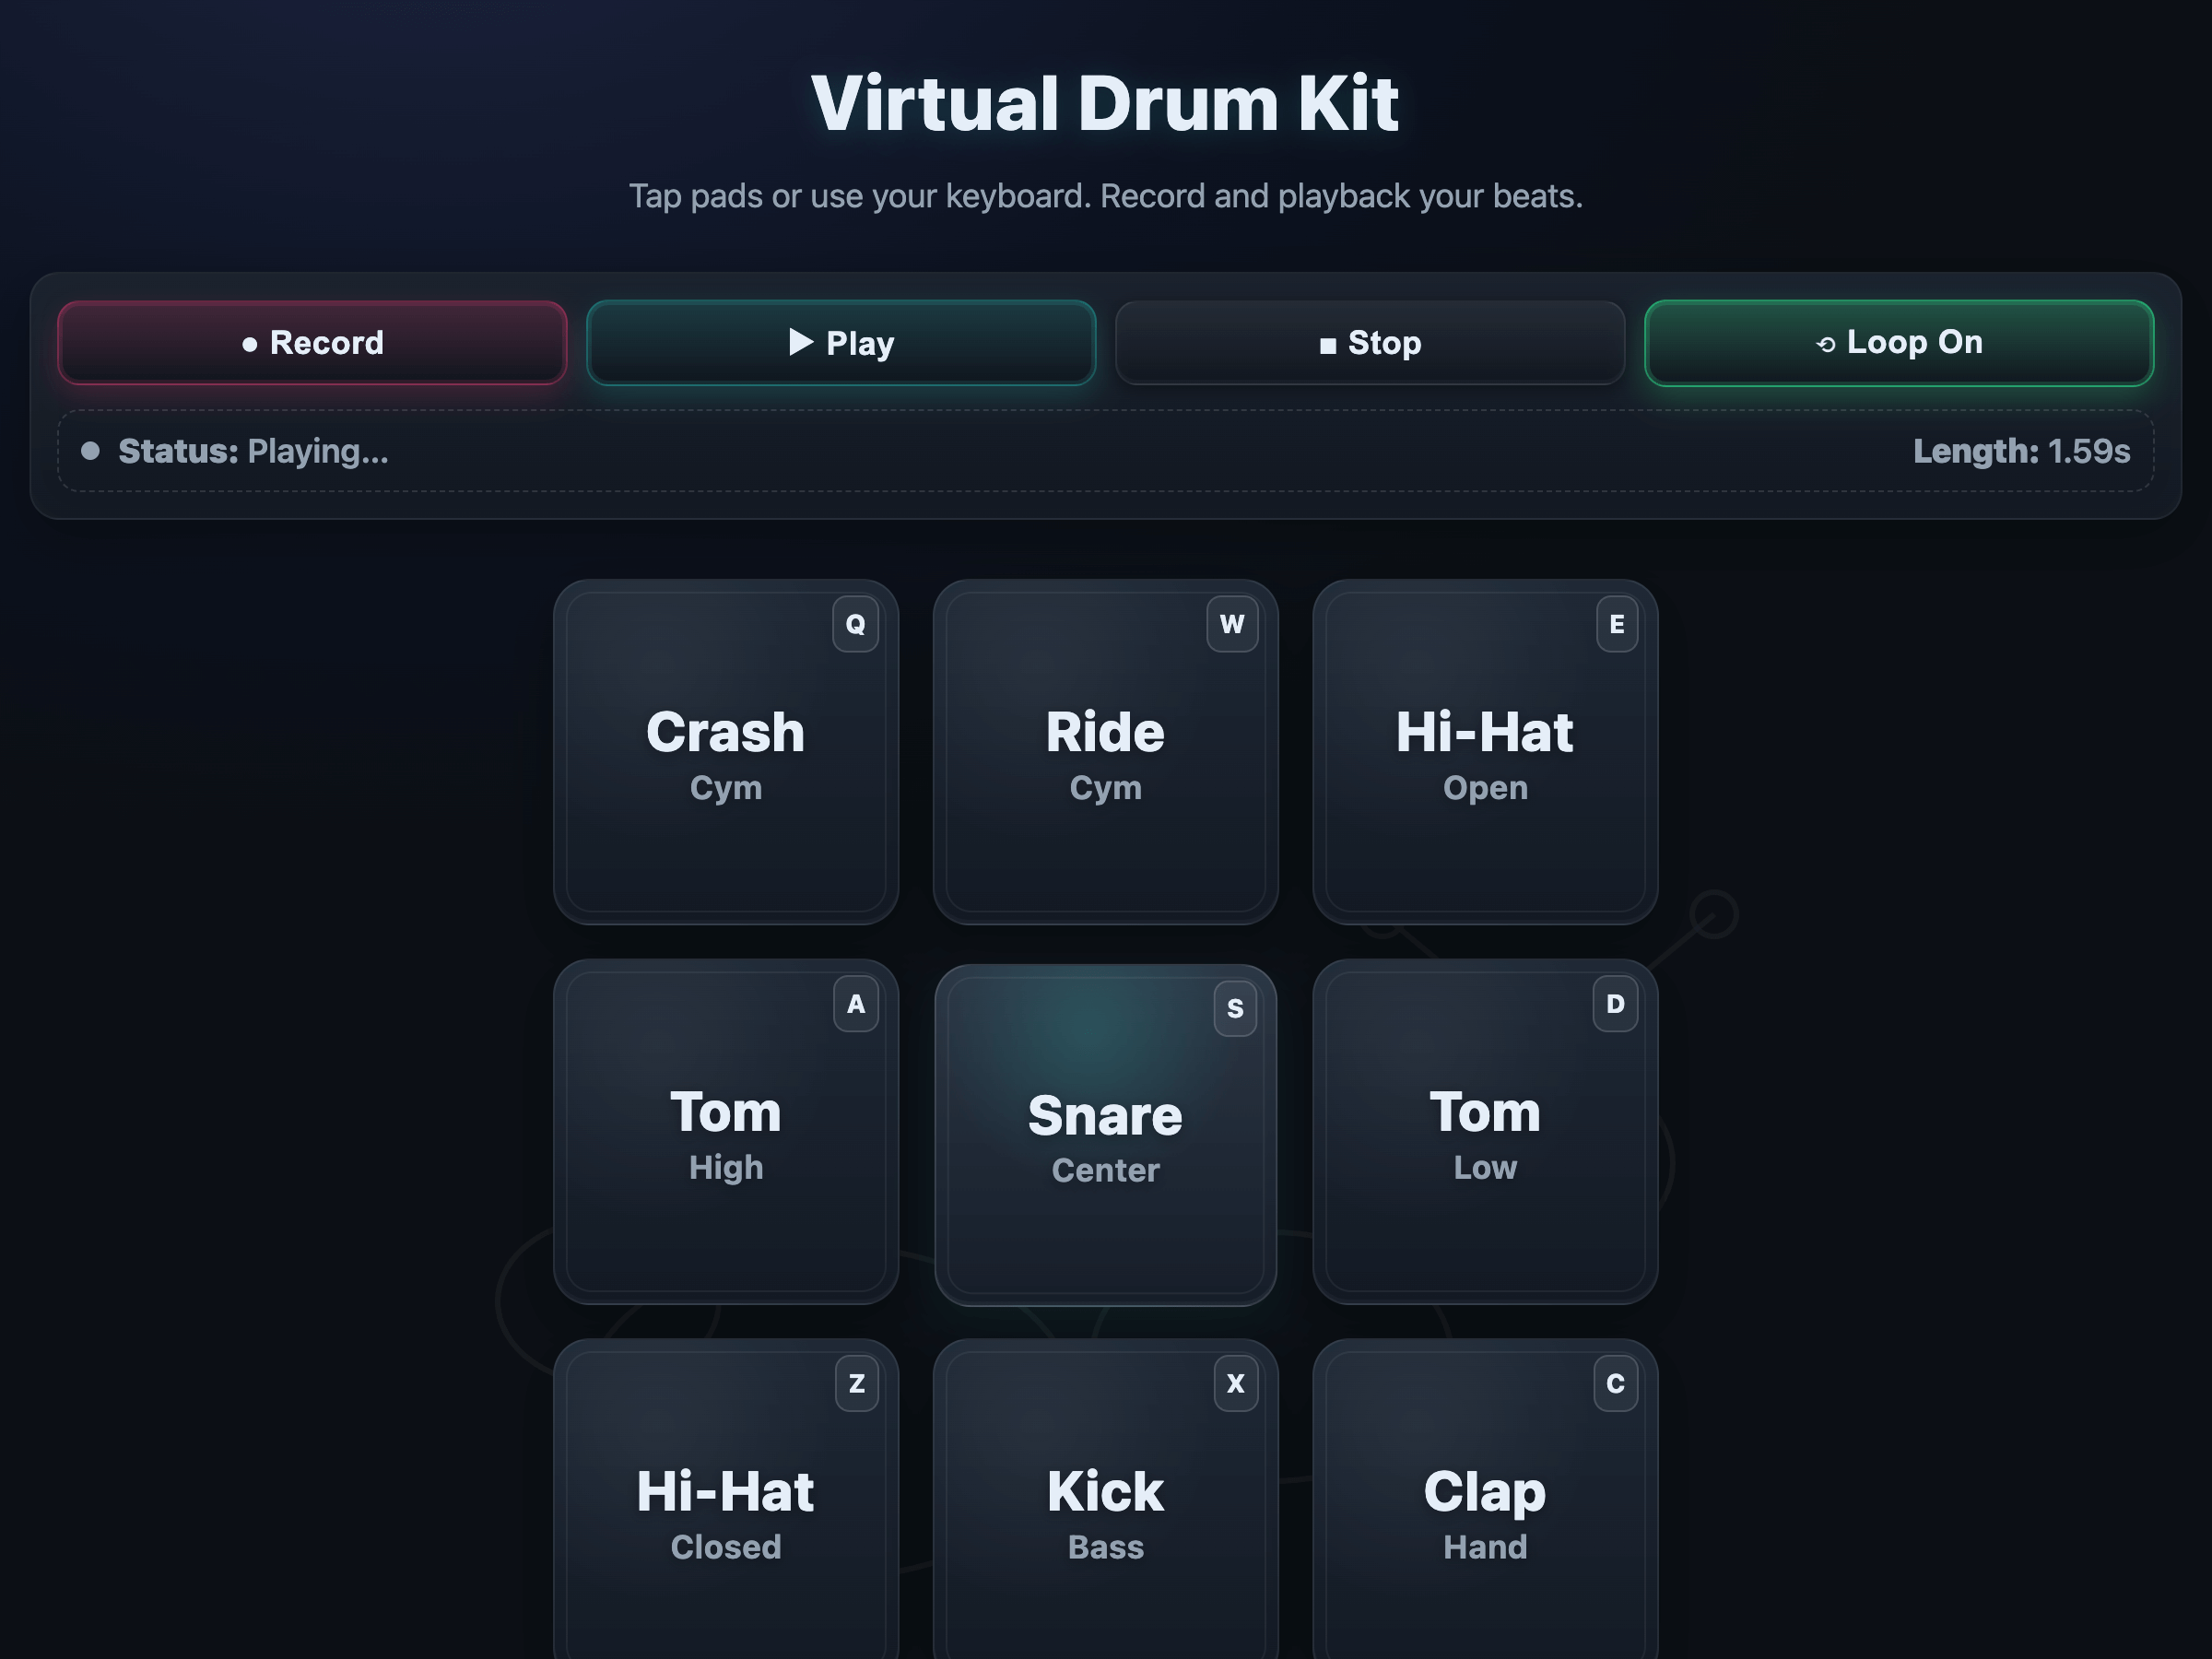 Virtual Drum Kit
Tap pads or use your keyboard. Record and playback your beats.
● Record
▶ Play
■ Stop
⟲ Loop On
Status: Playing...
Length: 1.59s
Q
Crash
Cym
W
Ride
Cym
E
Hi-Hat
Open
A
Tom
High
S
Snare
Center
D
Tom
Low
Z
Hi-Hat
Closed
X
Kick
Bass
C
Clap
Hand